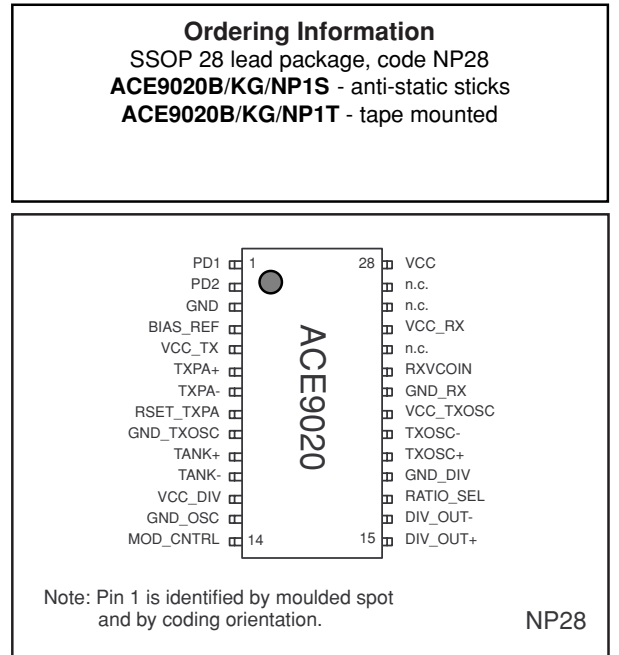 Ordering Information
SSOP 28 lead package, code NP28
ACE9020B/KG/NP1S - anti-static sticks
ACE9020B/KG/NP1T - tape mounted
PD1 1 28 VCC
PD2 n.c.
GND n.c.
BIAS_REF VCC_RX
VCC_TX n.c.
TXPA+ RXVCOIN
TXPA- GND_RX
RSET_TXPA VCC_TXOSC
GND_TXOSC TXOSC-
TANK+ TXOSC+
TANK- GND_DIV
VCC_DIV RATIO_SEL
GND_OSC DIV_OUT-
MOD_CNTRL 14 15 DIV_OUT+
ACE9020
Note: Pin 1 is identified by moulded spot
and by coding orientation.
NP28